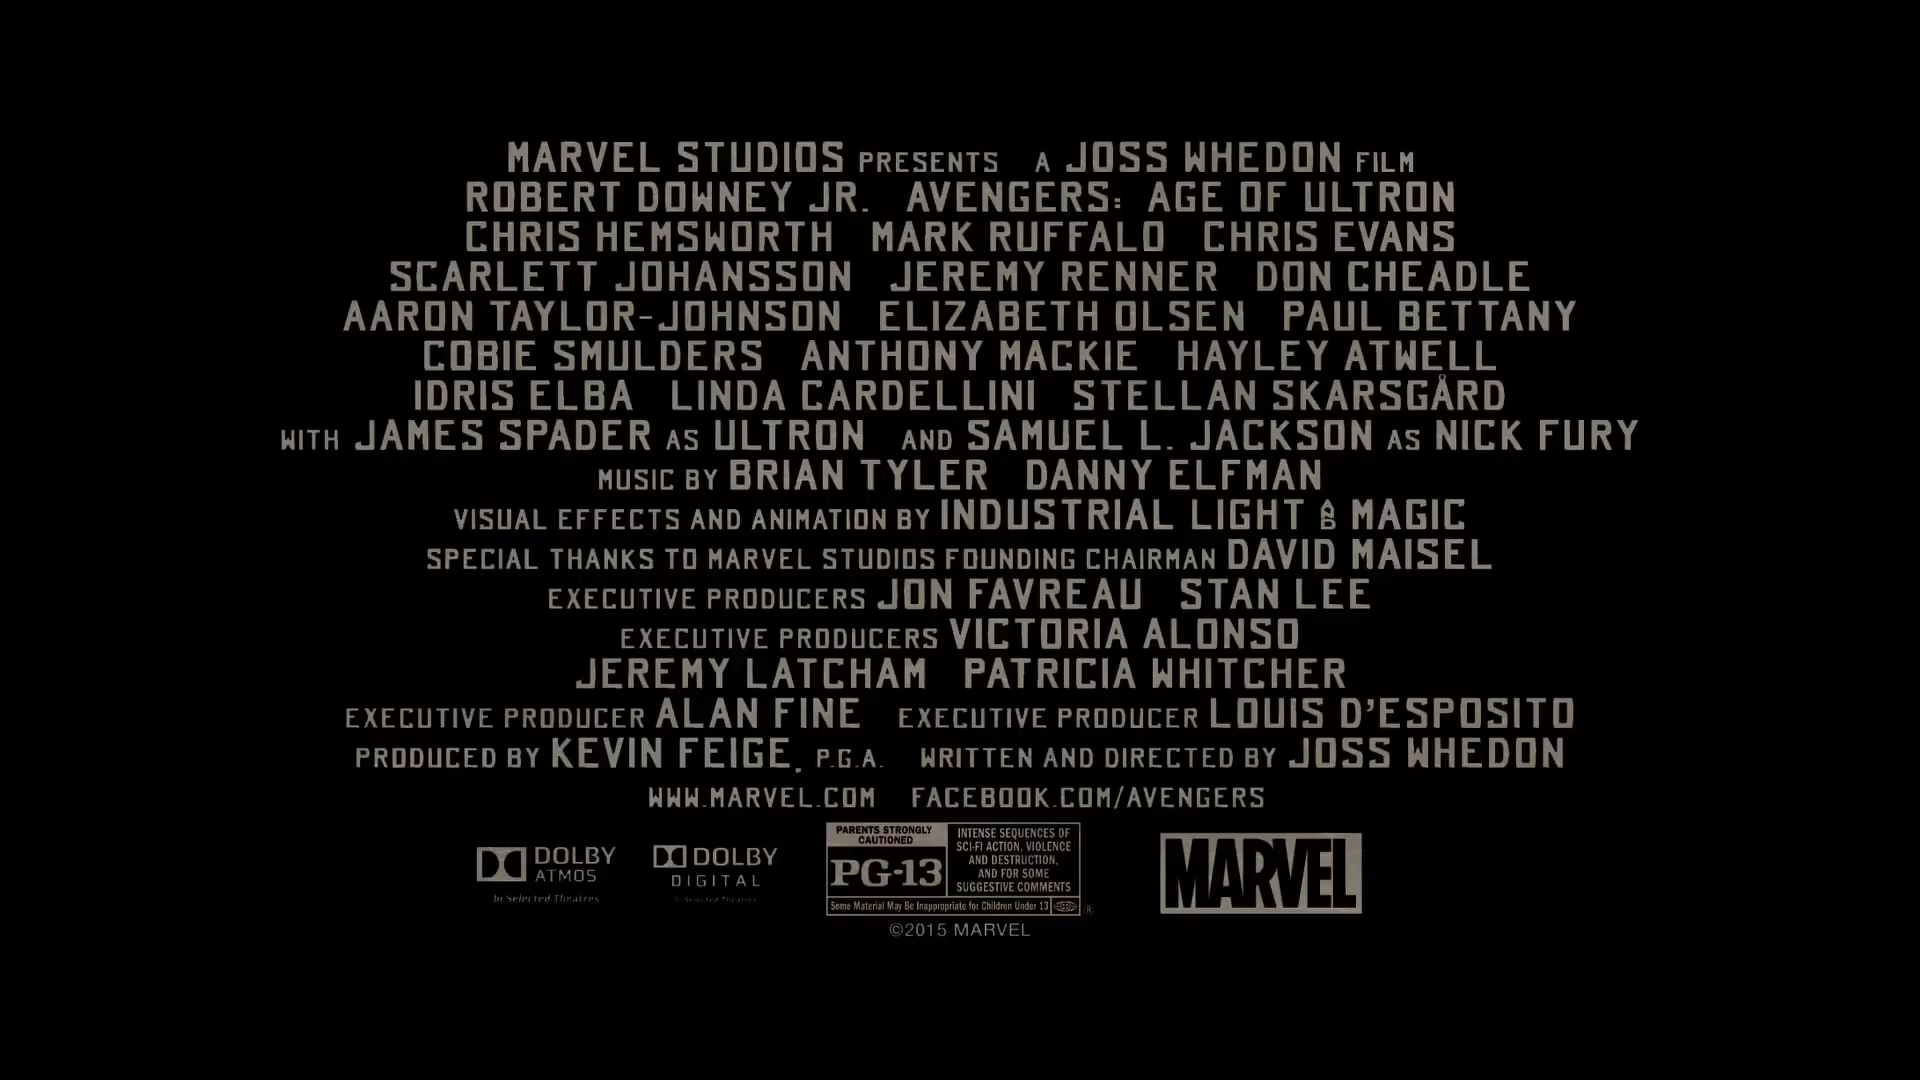 MARVEL STUDIOS PRESENTS A JOSS WHEDON FILM
ROBERT DOWNEY JR. AVENGERS: AGE OF ULTRON
CHRIS HEMSWORTH MARK RUFFALO CHRIS EVANS
SCARLETT JOHANSSON JEREMY RENNER DON CHEADLE
AARON TAYLOR-JOHNSON ELIZABETH OLSEN PAUL BETTANY
COBIE SMULDERS ANTHONY MACKIE HAYLEY ATWELL
IDRIS ELBA LINDA CARDELLINI STELLAN SKARSGÅRD
WITH JAMES SPADER AS ULTRON AND SAMUEL L. JACKSON AS NICK FURY
MUSIC BY BRIAN TYLER DANNY ELFMAN
VISUAL EFFECTS AND ANIMATION BY INDUSTRIAL LIGHT AND MAGIC
SPECIAL THANKS TO MARVEL STUDIOS FOUNDING CHAIRMAN DAVID MAISEL
EXECUTIVE PRODUCERS JON FAVREAU STAN LEE
EXECUTIVE PRODUCERS VICTORIA ALONSO
JEREMY LATCHAM PATRICIA WHITCHER
EXECUTIVE PRODUCER ALAN FINE EXECUTIVE PRODUCER LOUIS D'ESPOSITO
PRODUCED BY KEVIN FEIGE, P.G.A. WRITTEN AND DIRECTED BY JOSS WHEDON
WWW.MARVEL.COM FACEBOOK.COM/AVENGERS
DOLBY
ATMOS
In Selected Theatres
DOLBY
DIGITAL
In Selected Theatres
PARENTS STRONGLY
CAUTIONED
PG-13
INTENSE SEQUENCES OF
SCI-FI ACTION, VIOLENCE
AND DESTRUCTION,
AND FOR SOME
SUGGESTIVE COMMENTS
Some Material May Be Inappropriate for Children Under 13
®
MARVEL
©2015 MARVEL